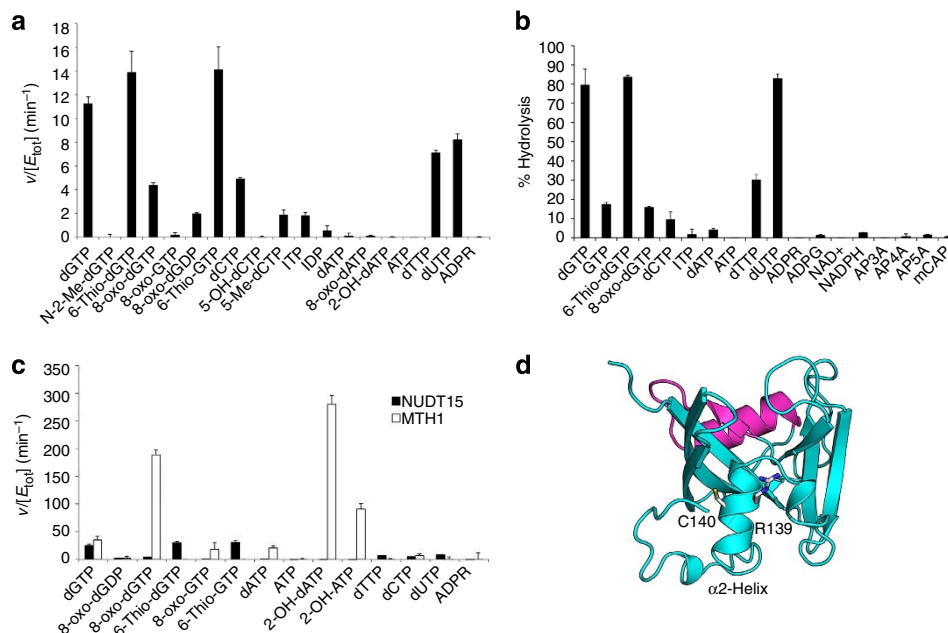 a
v/[Etot] (min−1)
18
16
14
12
10
8
6
4
2
0
dGTP
N-2-Me-dGTP
6-Thio-dGTP
8-oxo-dGTP
8-oxo-GTP
8-oxo-dGDP
6-Thio-GTP
dCTP
5-OH-dCTP
5-Me-dCTP
ITP
IDP
dATP
8-oxo-dATP
2-OH-dATP
ATP
dTTP
dUTP
ADPR
b
% Hydrolysis
100
90
80
70
60
50
40
30
20
10
0
dGTP
GTP
6-Thio-dGTP
8-oxo-dGTP
dCTP
ITP
dATP
ATP
dTTP
dUTP
ADPR
ADPG
NAD-
NADPH
AP3A
AP4A
AP5A
mCAP
c
v/[Etot] (min−1)
350
300
250
200
150
100
50
0
NUDT15
MTH1
dGTP
8-oxo-dGDP
8-oxo-dGTP
6-Thio-dGTP
8-oxo-GTP
6-Thio-GTP
dATP
ATP
2-OH-dATP
2-OH-ATP
dTTP
dCTP
dUTP
ADPR
d
C140
R139
α2-Helix